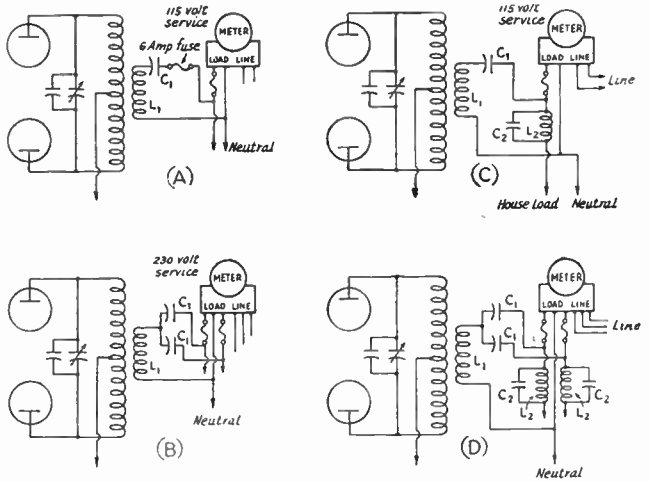 115 volt
service
METER
LOAD LINE
6 Amp fuse
C1
L1
Neutral
(A)
115 volt
service
METER
LOAD LINE
C1
Line
L1
C2
L2
House Load
Neutral
(C)
230 volt
service
METER
LOAD LINE
C1
C1
L1
Neutral
(B)
METER
LOAD LINE
C1
Line
C1
L1
C2
C2
L2
L2
(D)
Neutral